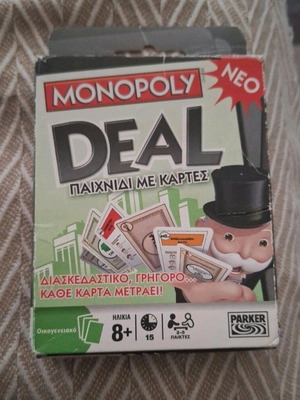 MONOPOLY
ΝΕΟ
DEAL
ΠΑΙΧΝΙΔΙ ΜΕ ΚΑΡΤΕΣ
ΔΙΑΣΚΕΔΑΣΤΙΚΟ, ΓΡΗΓΟΡΟ...
ΚΑΘΕ ΚΑΡΤΑ ΜΕΤΡΑΕΙ!
Οικογενειακό
ΗΛΙΚΙΑ
8+
15
2-5
ΠΑΙΚΤΕΣ
PARKER